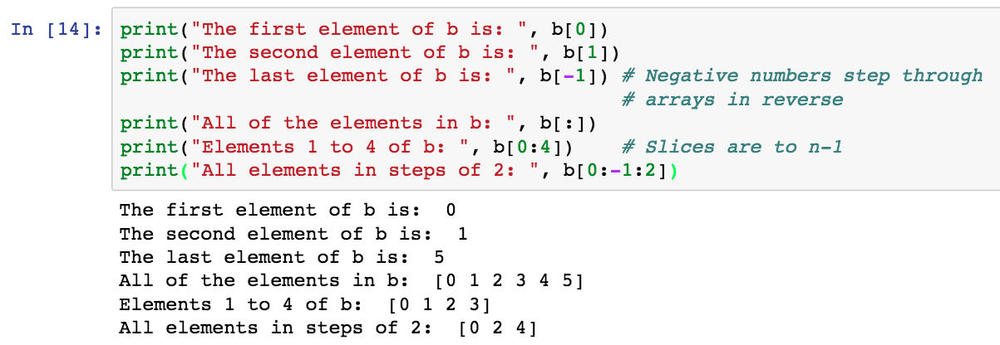 In [14]: print("The first element of b is: ", b[0])
print("The second element of b is: ", b[1])
print("The last element of b is: ", b[-1]) # Negative numbers step through
# arrays in reverse
print("All of the elements in b: ", b[:])
print("Elements 1 to 4 of b: ", b[0:4]) # Slices are to n-1
print("All elements in steps of 2: ", b[0:-1:2])
The first element of b is:  0
The second element of b is:  1
The last element of b is:  5
All of the elements in b:  [0 1 2 3 4 5]
Elements 1 to 4 of b:  [0 1 2 3]
All elements in steps of 2:  [0 2 4]